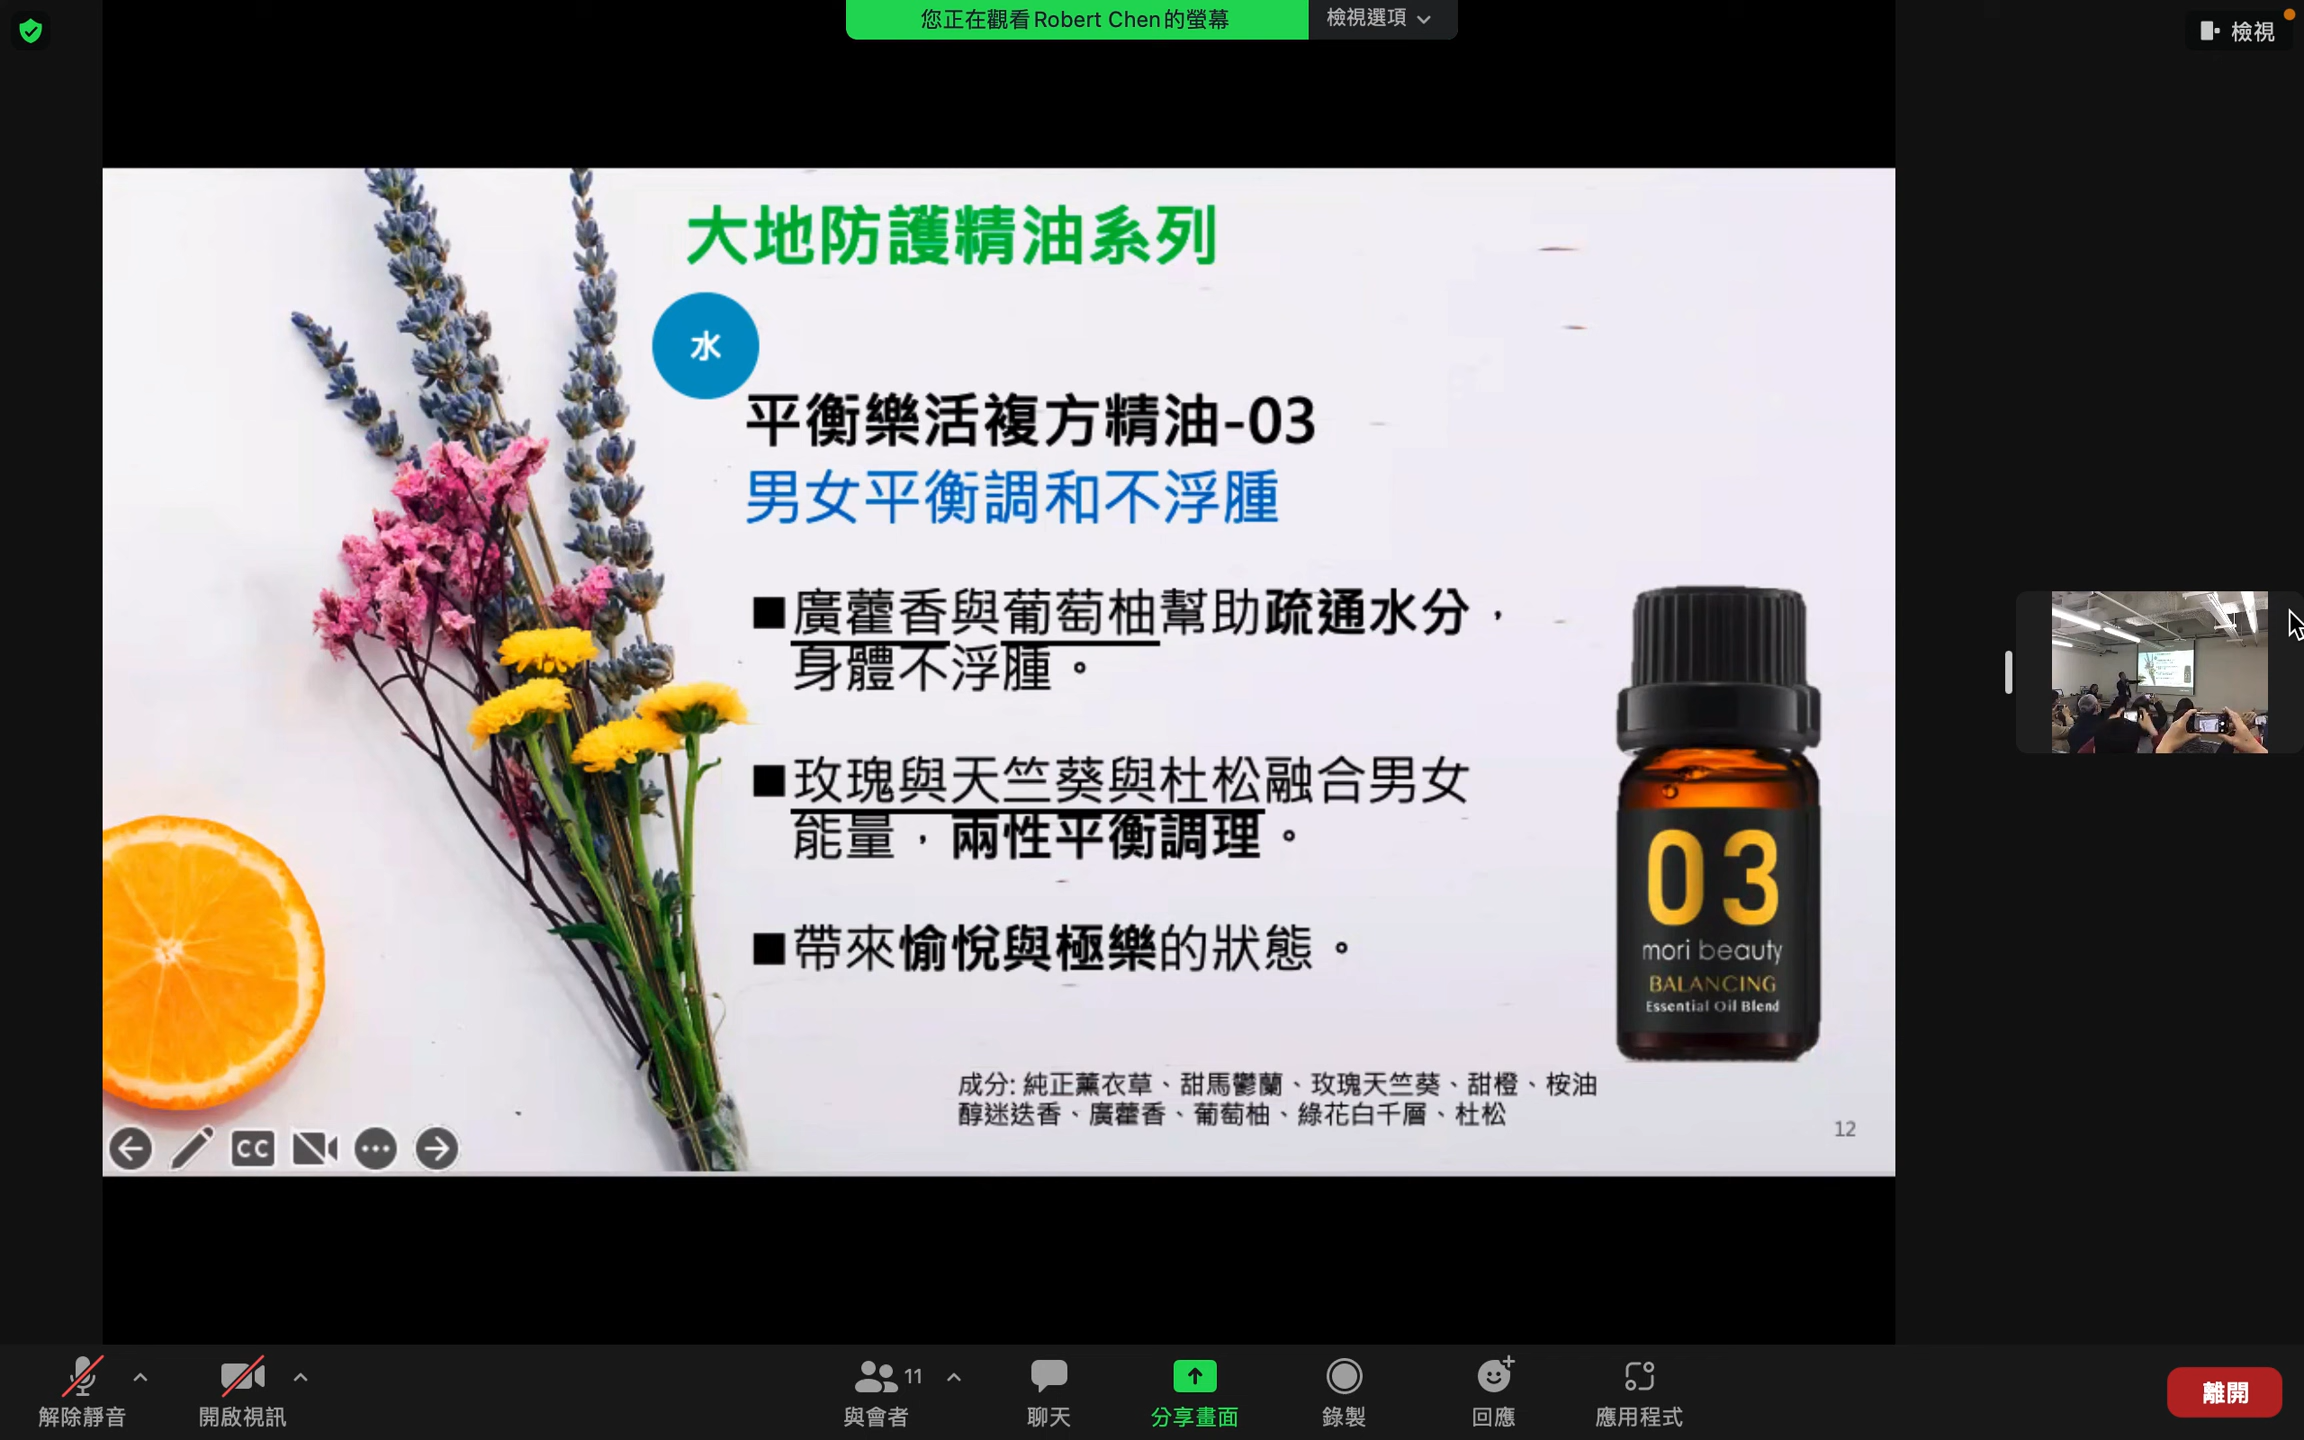 您正在觀看Robert Chen的螢幕
檢視選項
檢視
大地防護精油系列
水
平衡樂活複方精油-03
男女平衡調和不浮腫
■廣藿香與葡萄柚幫助疏通水分，
身體不浮腫。
■玫瑰與天竺葵與杜松融合男女
能量，兩性平衡調理。
■帶來愉悅與極樂的狀態。
03
mori beauty
BALANCING
Essential Oil Blend
成分: 純正薰衣草、甜馬鬱蘭、玫瑰天竺葵、甜橙、桉油
醇迷迭香、廣藿香、葡萄柚、綠花白千層、杜松
12
CC
解除靜音
開啟視訊
11
與會者
聊天
分享畫面
錄製
回應
應用程式
離開